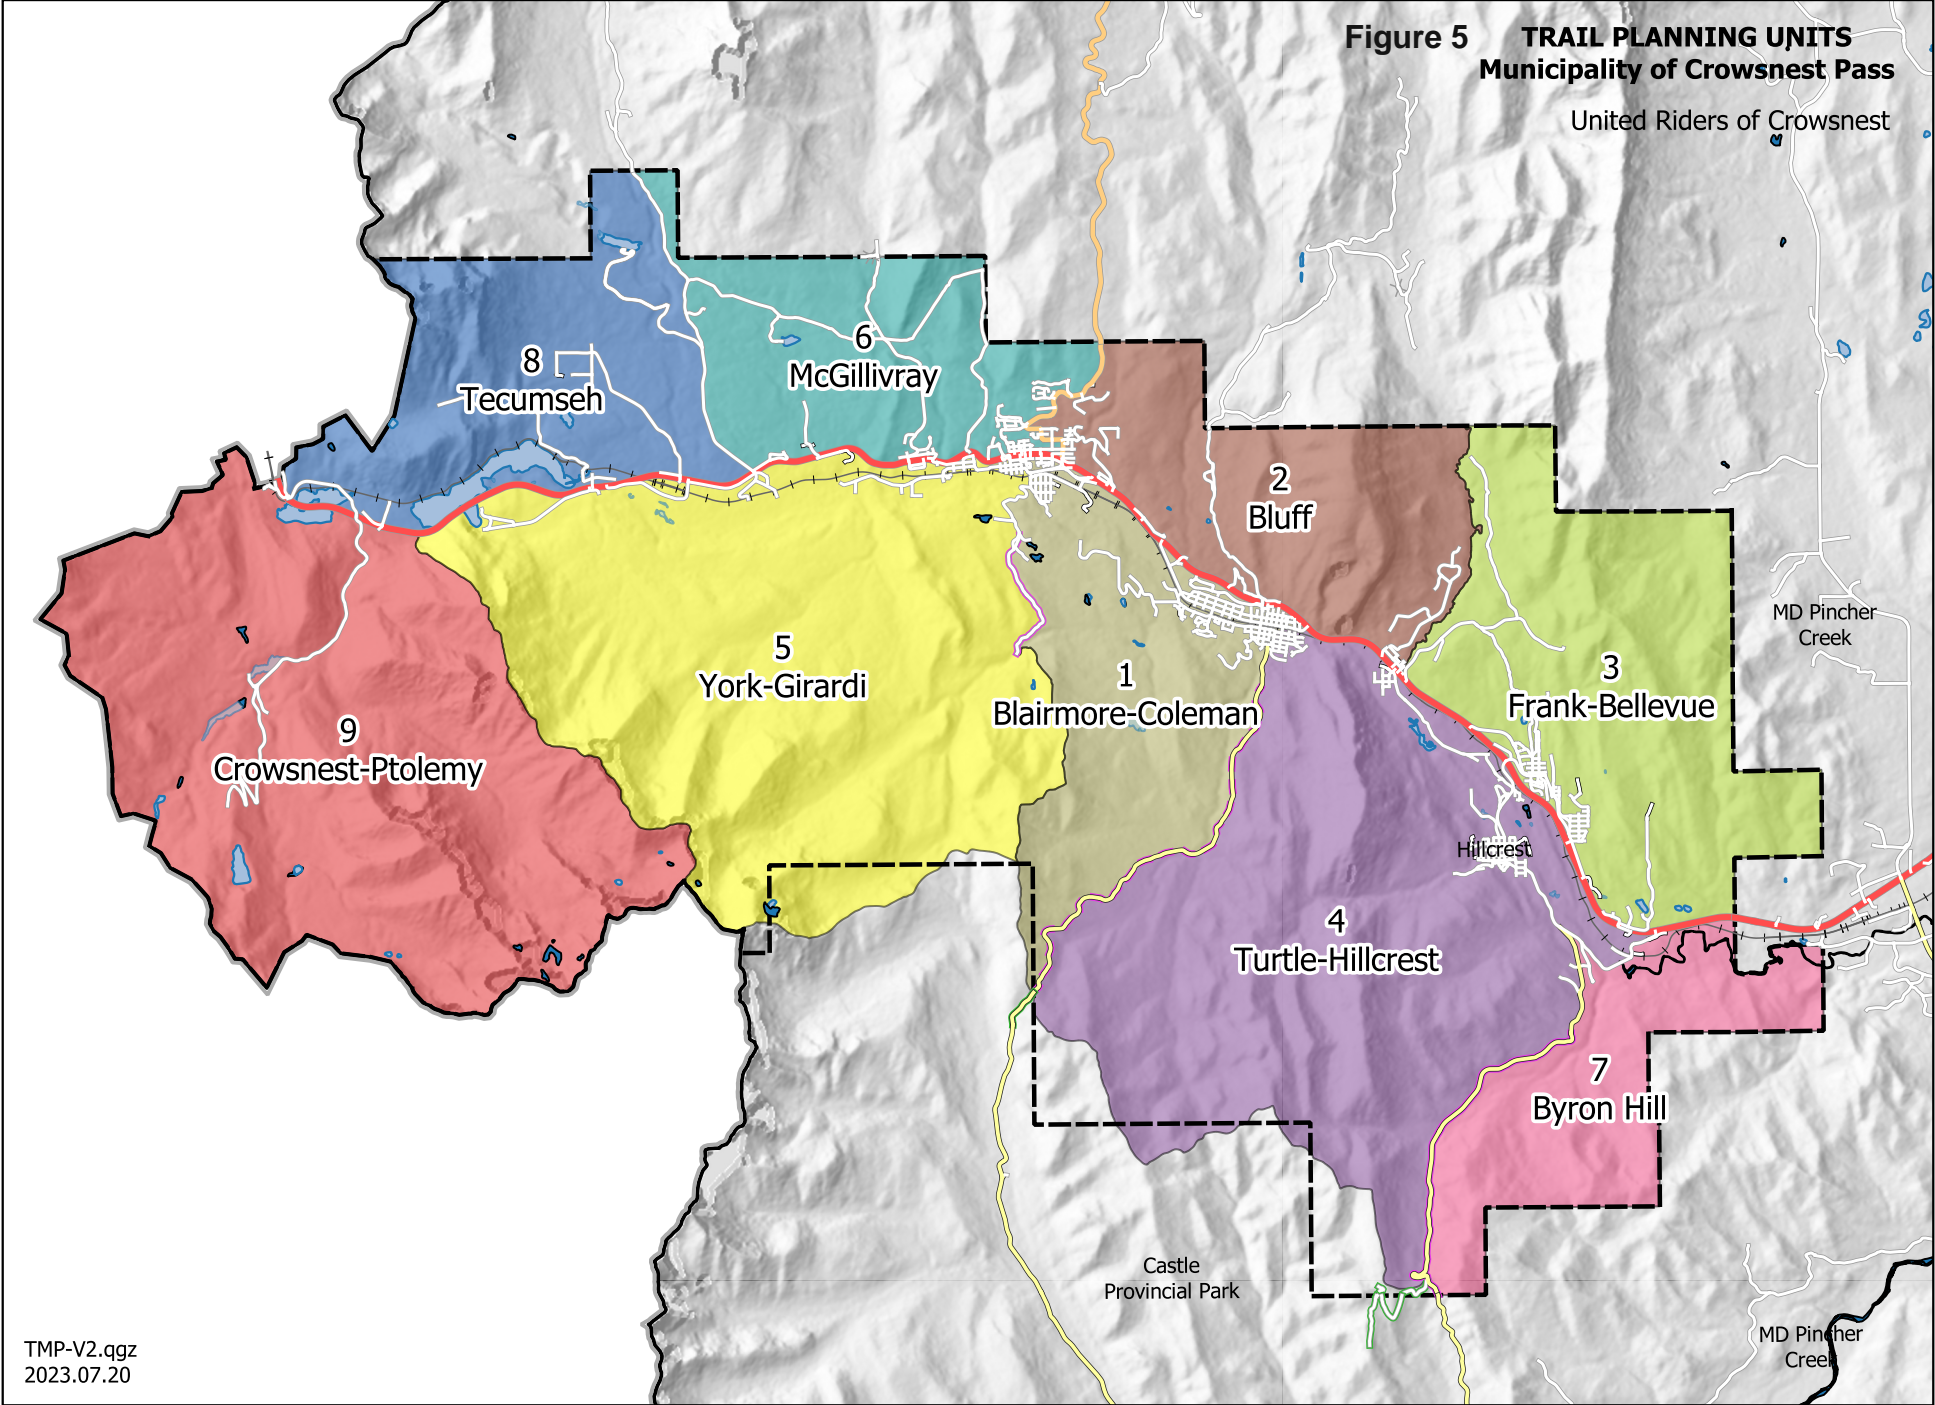 Figure 5
TRAIL PLANNING UNITS
Municipality of Crowsnest Pass
United Riders of Crowsnest
8
Tecumseh
6
McGillivray
2
Bluff
5
York-Girardi
1
Blairmore-Coleman
3
Frank-Bellevue
MD Pincher
Creek
9
Crowsnest-Ptolemy
Hillcrest
4
Turtle-Hillcrest
7
Byron Hill
Castle
Provincial Park
MD Pincher
Creek
TMP-V2.qgz
2023.07.20